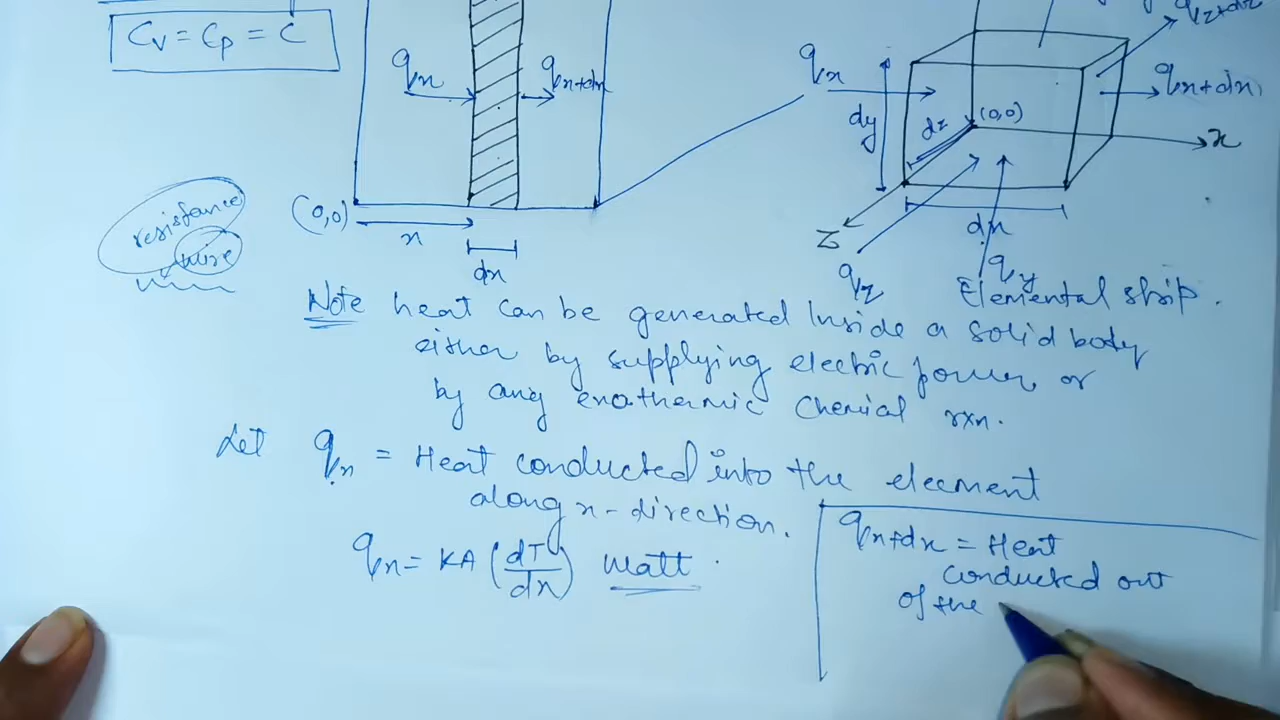 Cv = Cp = C
qx
qx+dx
qx
dy
dz
(0,0)
qz+dz
qx+dx
x
resistance
wire
(0,0)
x
dx
z
qz
dx
qy
Elemental strip.
Note heat can be generated Inside a solid body
either by supplying electric power or
by any exothermic Chemial rxn.
Let qx = Heat conducted into the elecment
along x-direction.
qx = KA (dT/dx) Watt.
qx+dx = Heat
conducted out
of the